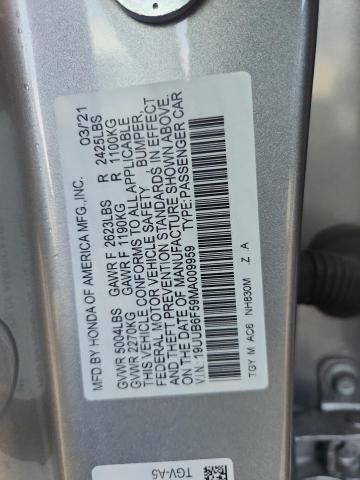 MFD.BY HONDA OF AMERICA MFG.,INC. 03/21
GVWR 5004LBS GAWR F 2623LBS R 2425LBS
GVWR 2270KG GAWR F 1190KG R 1100KG
THIS VEHICLE CONFORMS TO ALL APPLICABLE
FEDERAL MOTOR VEHICLE SAFETY, BUMPER,
AND THEFT PREVENTION STANDARDS IN EFFECT
ON THE DATE OF MANUFACTURE SHOWN ABOVE.
V.I.N.:19UUB6F59MA009959 TYPE:PASSENGER CAR
TGY M AC6 NH830M Z A
TGV-A5